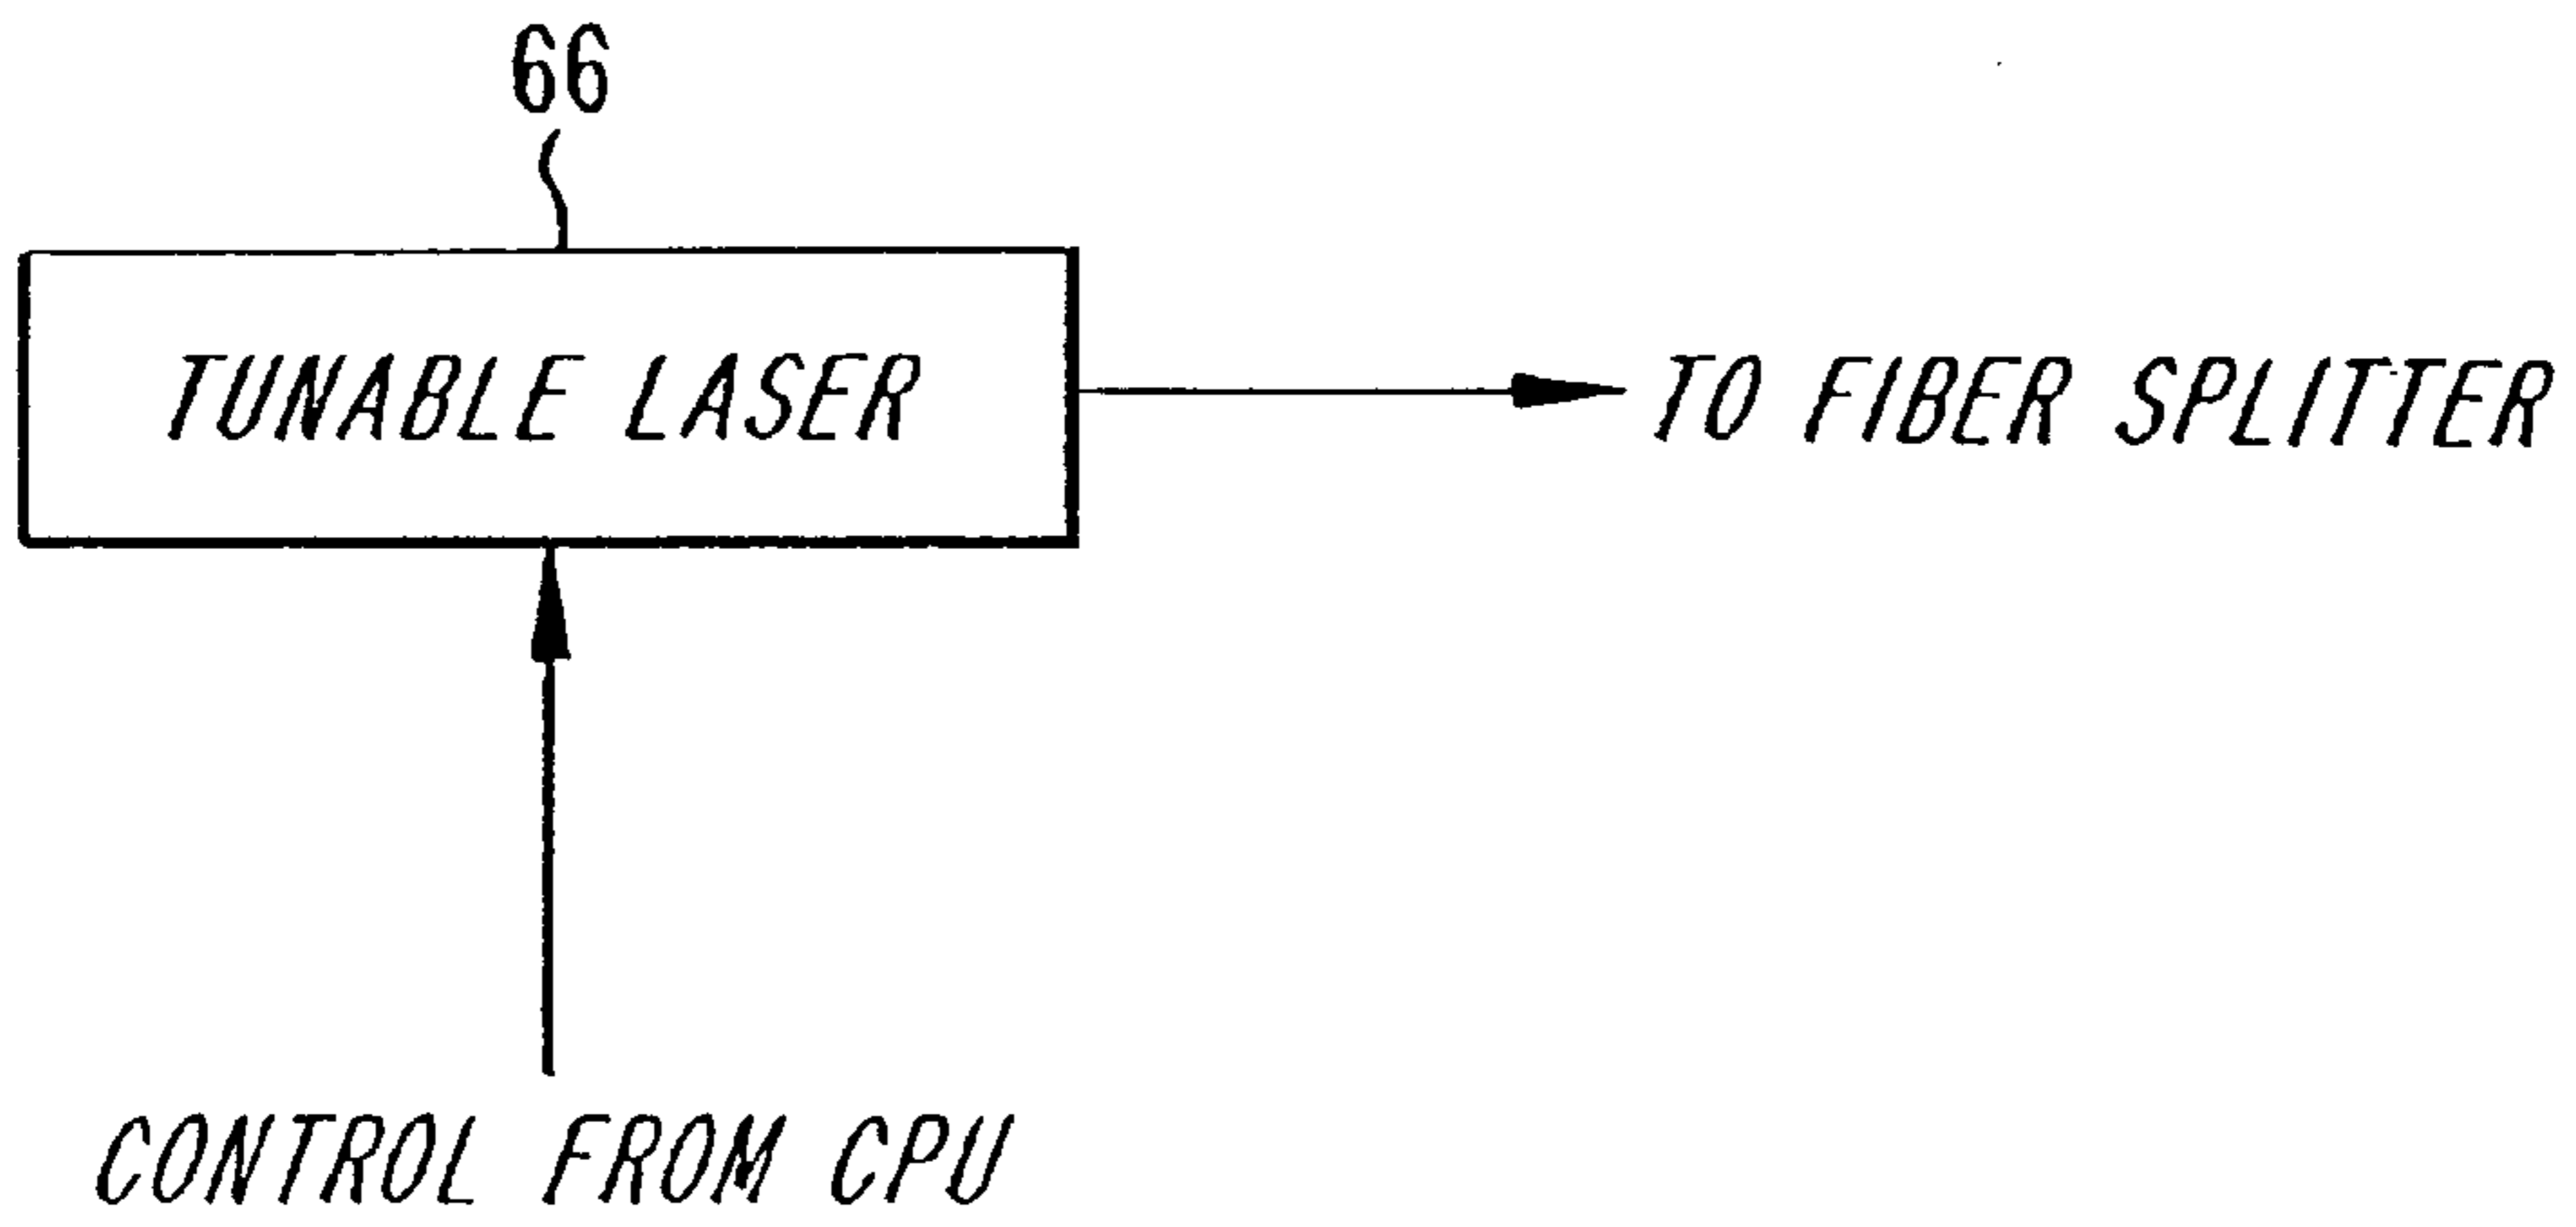 66
TUNABLE LASER
TO FIBER SPLITTER
CONTROL FROM CPU